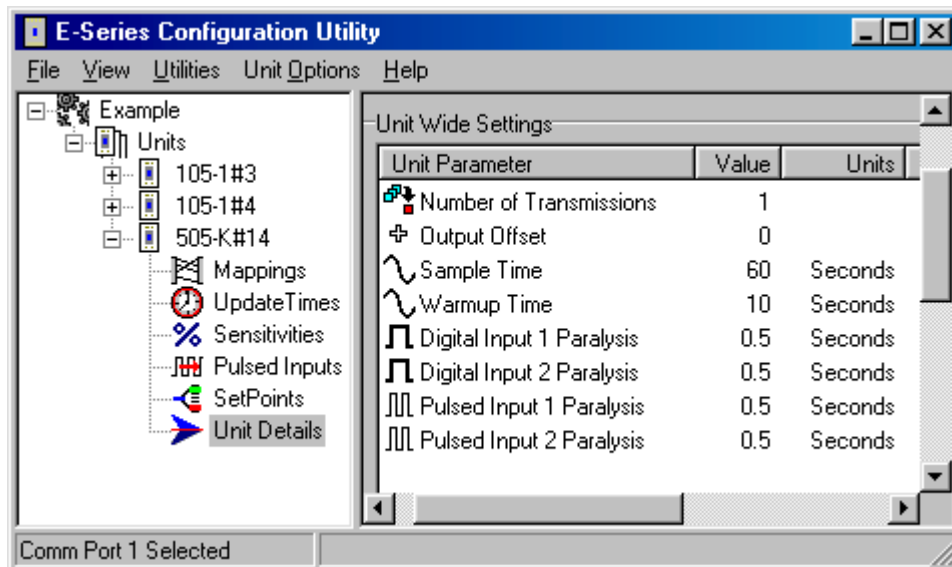 E-Series Configuration Utility
File View Utilities Unit Options Help
Example
Units
105-1#3
105-1#4
505-K#14
Mappings
UpdateTimes
Sensitivities
Pulsed Inputs
SetPoints
Unit Details
Unit Wide Settings
Unit Parameter Value Units
Number of Transmissions 1
Output Offset 0
Sample Time 60 Seconds
Warmup Time 10 Seconds
Digital Input 1 Paralysis 0.5 Seconds
Digital Input 2 Paralysis 0.5 Seconds
Pulsed Input 1 Paralysis 0.5 Seconds
Pulsed Input 2 Paralysis 0.5 Seconds
Comm Port 1 Selected